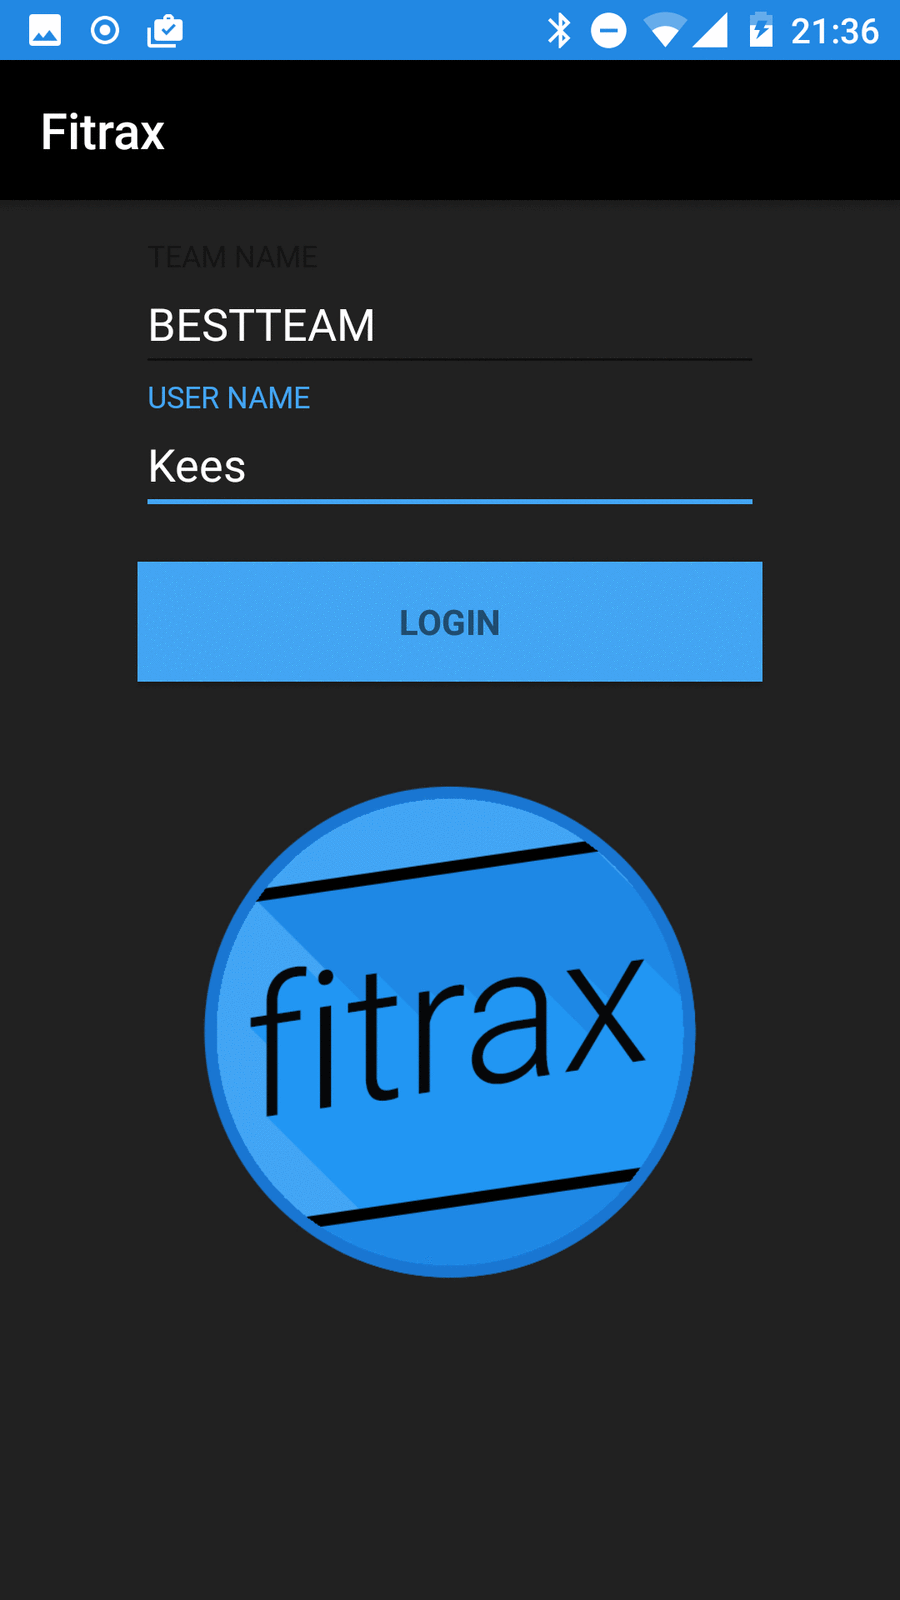 21:36
Fitrax
TEAM NAME
BESTTEAM
USER NAME
Kees
LOGIN
fitrax